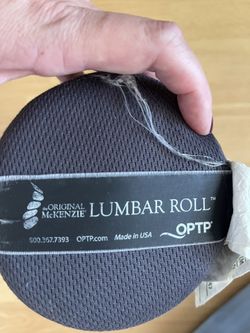 the ORIGINAL
McKENZIE® LUMBAR ROLL™
800.367.7393 OPTP.com Made in USA OPTP®